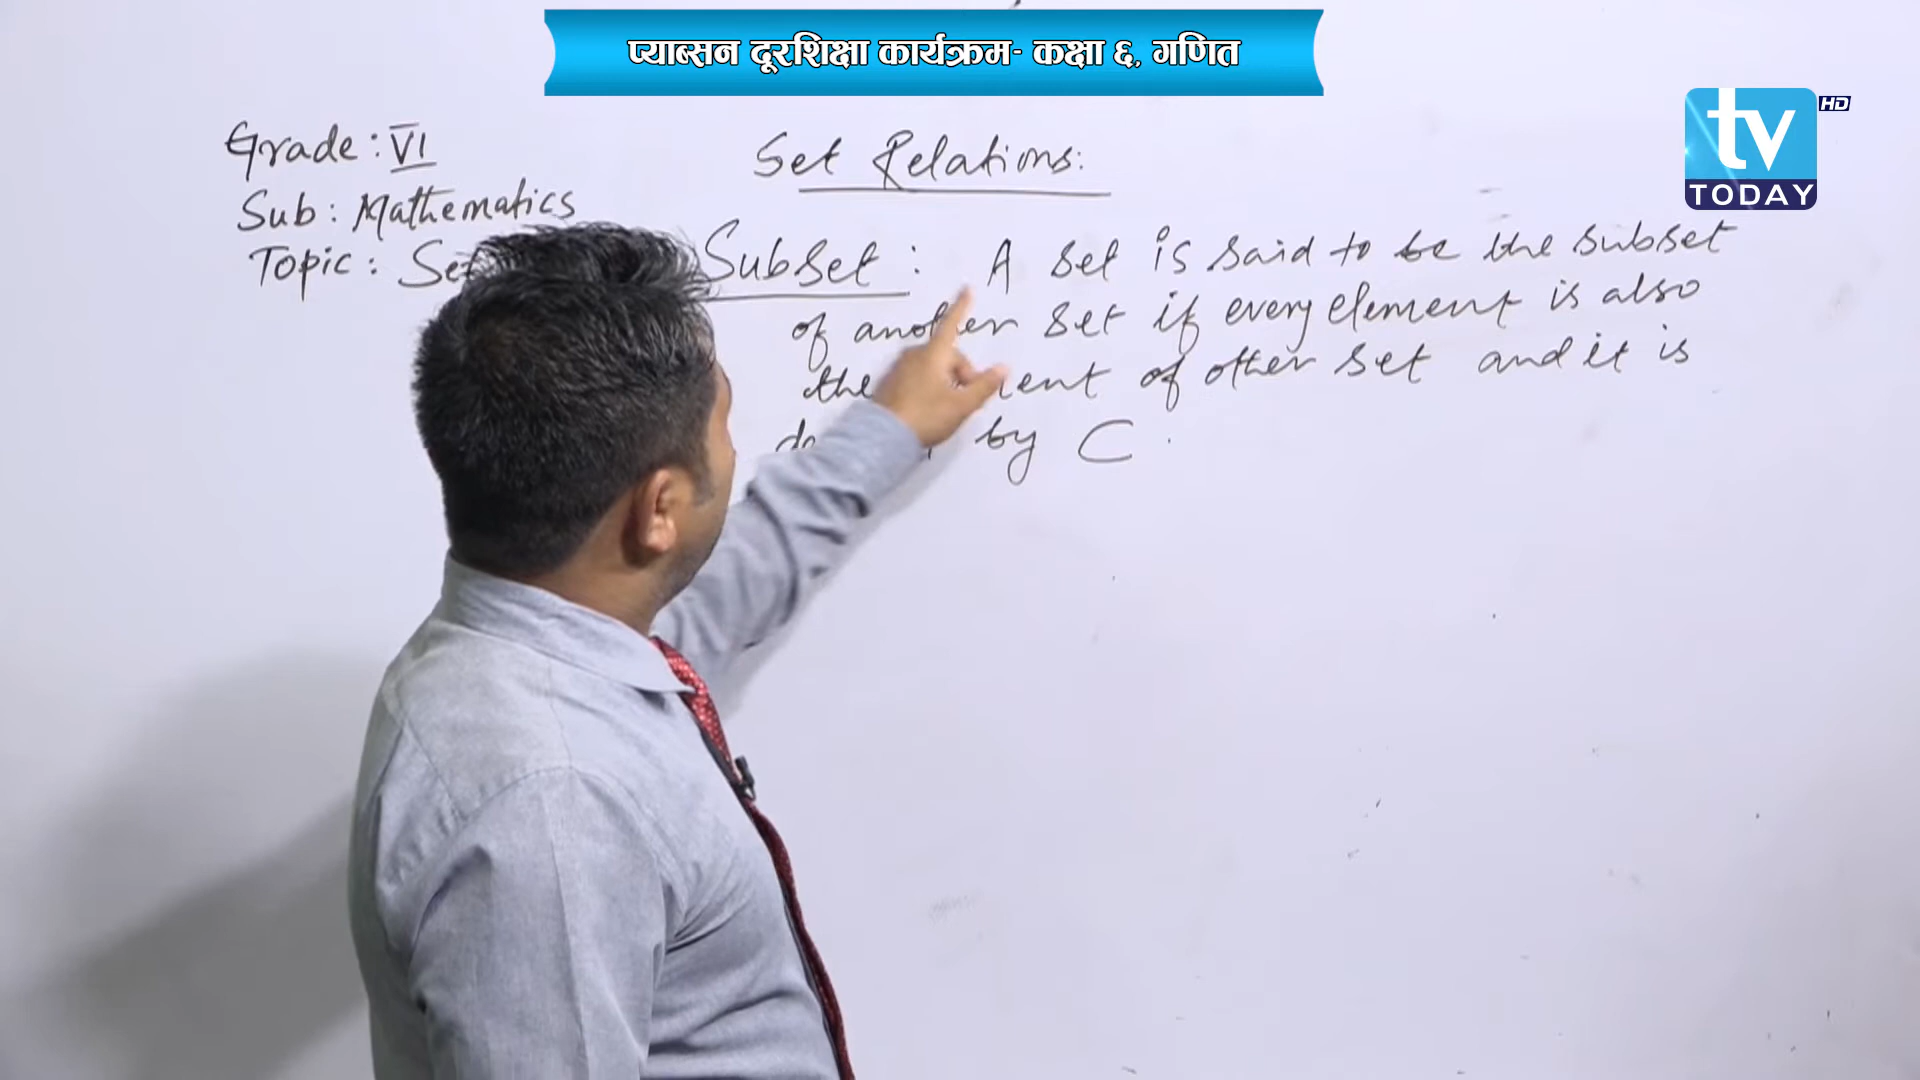 प्याब्सन दूरशिक्षा कार्यक्रम- कक्षा ६, गणित
tv HD
TODAY
Grade: VI
Sub: Mathematics
Topic: Set
Set Relations:
Subset: A set is said to be the subset
of another set if every element is also
the of other set and it is
by ⊂.